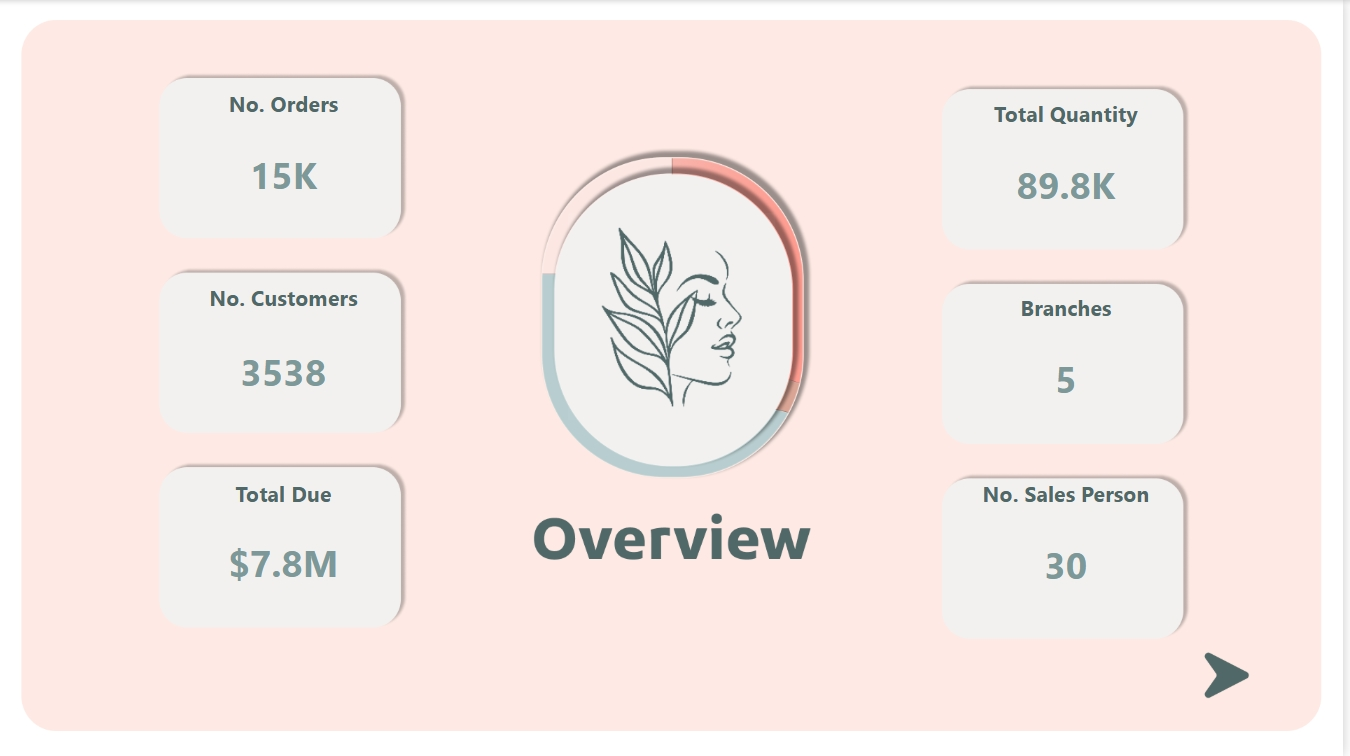 No. Orders
15K
No. Customers
3538
Total Due
$7.8M
Overview
Total Quantity
89.8K
Branches
5
No. Sales Person
30